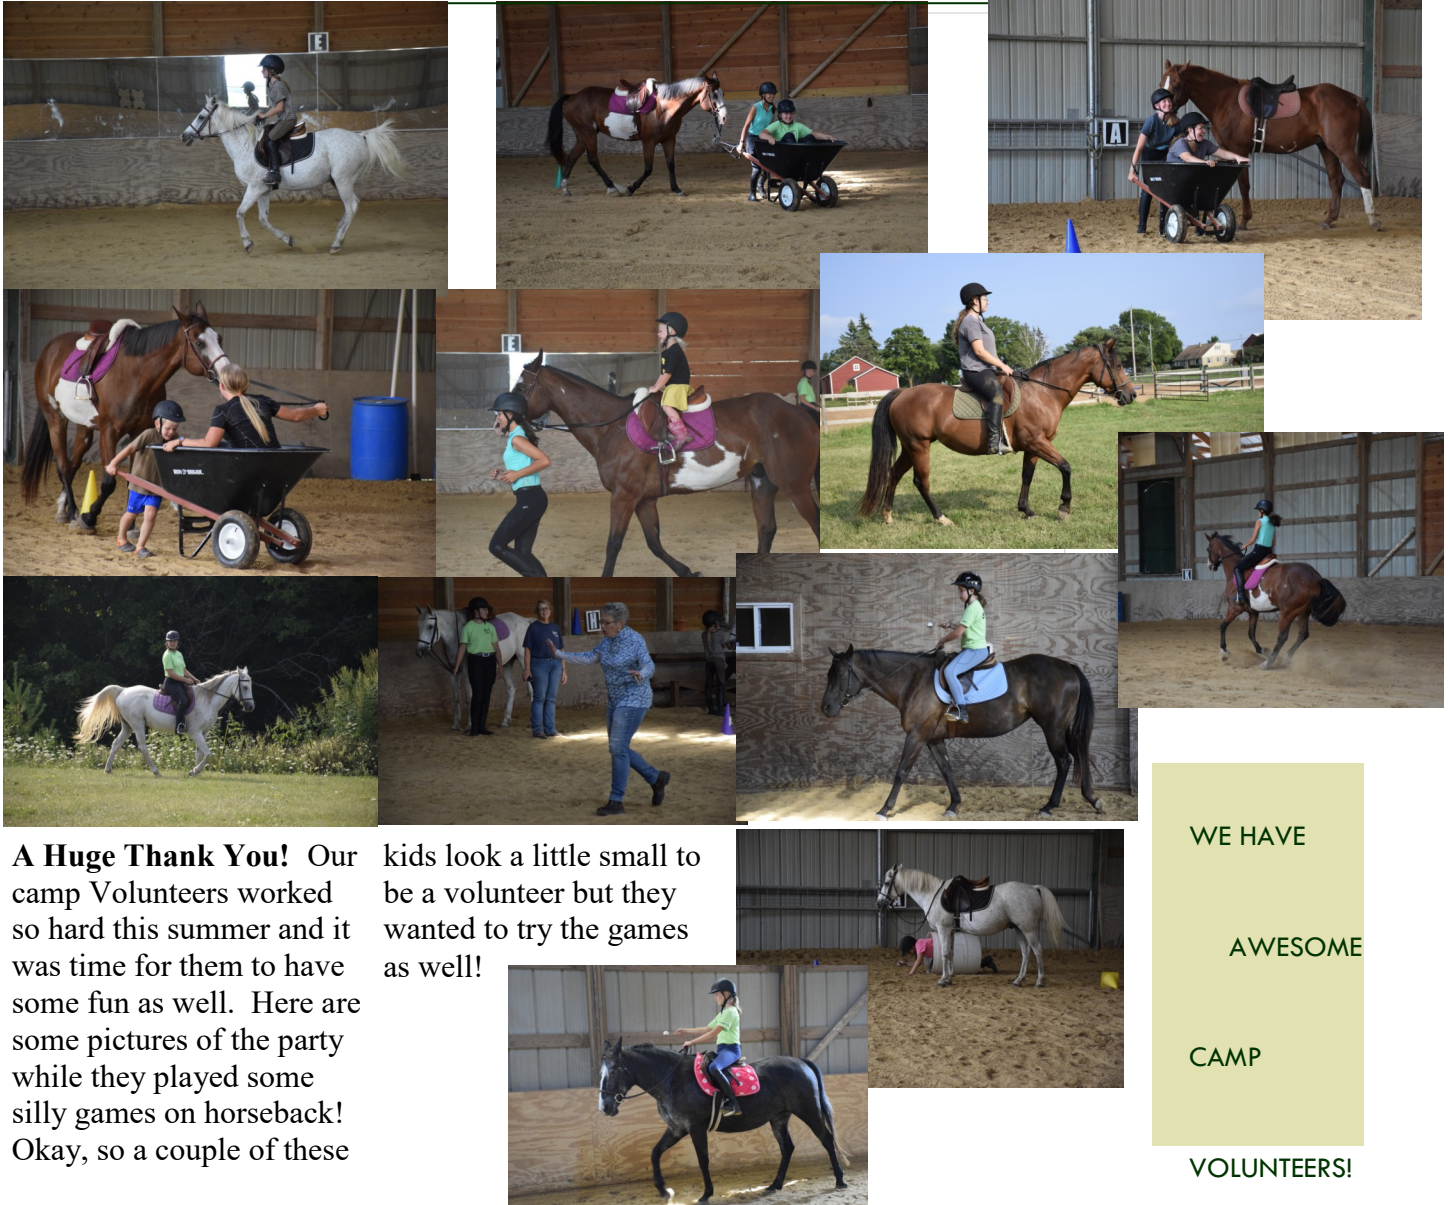 E
A
E
K
A Huge Thank You!  Our
camp Volunteers worked
so hard this summer and it
was time for them to have
some fun as well.  Here are
some pictures of the party
while they played some
silly games on horseback!
Okay, so a couple of these
kids look a little small to
be a volunteer but they
wanted to try the games
as well!
WE HAVE
AWESOME
CAMP
VOLUNTEERS!